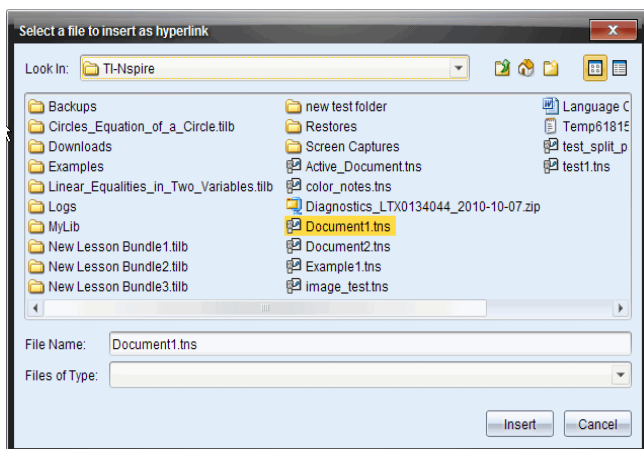 Select a file to insert as hyperlink
Look In: TI-Nspire
Backups
Circles_Equation_of_a_Circle.tilb
Downloads
Examples
Linear_Equalities_in_Two_Variables.tilb
Logs
MyLib
New Lesson Bundle1.tilb
New Lesson Bundle2.tilb
New Lesson Bundle3.tilb
new test folder
Restores
Screen Captures
Active_Document.tns
color_notes.tns
Diagnostics_LTX0134044_2010-10-07.zip
Document1.tns
Document2.tns
Example1.tns
image_test.tns
Language C
Temp61815
test_split_p
test1.tns
File Name: Document1.tns
Files of Type:
Insert Cancel